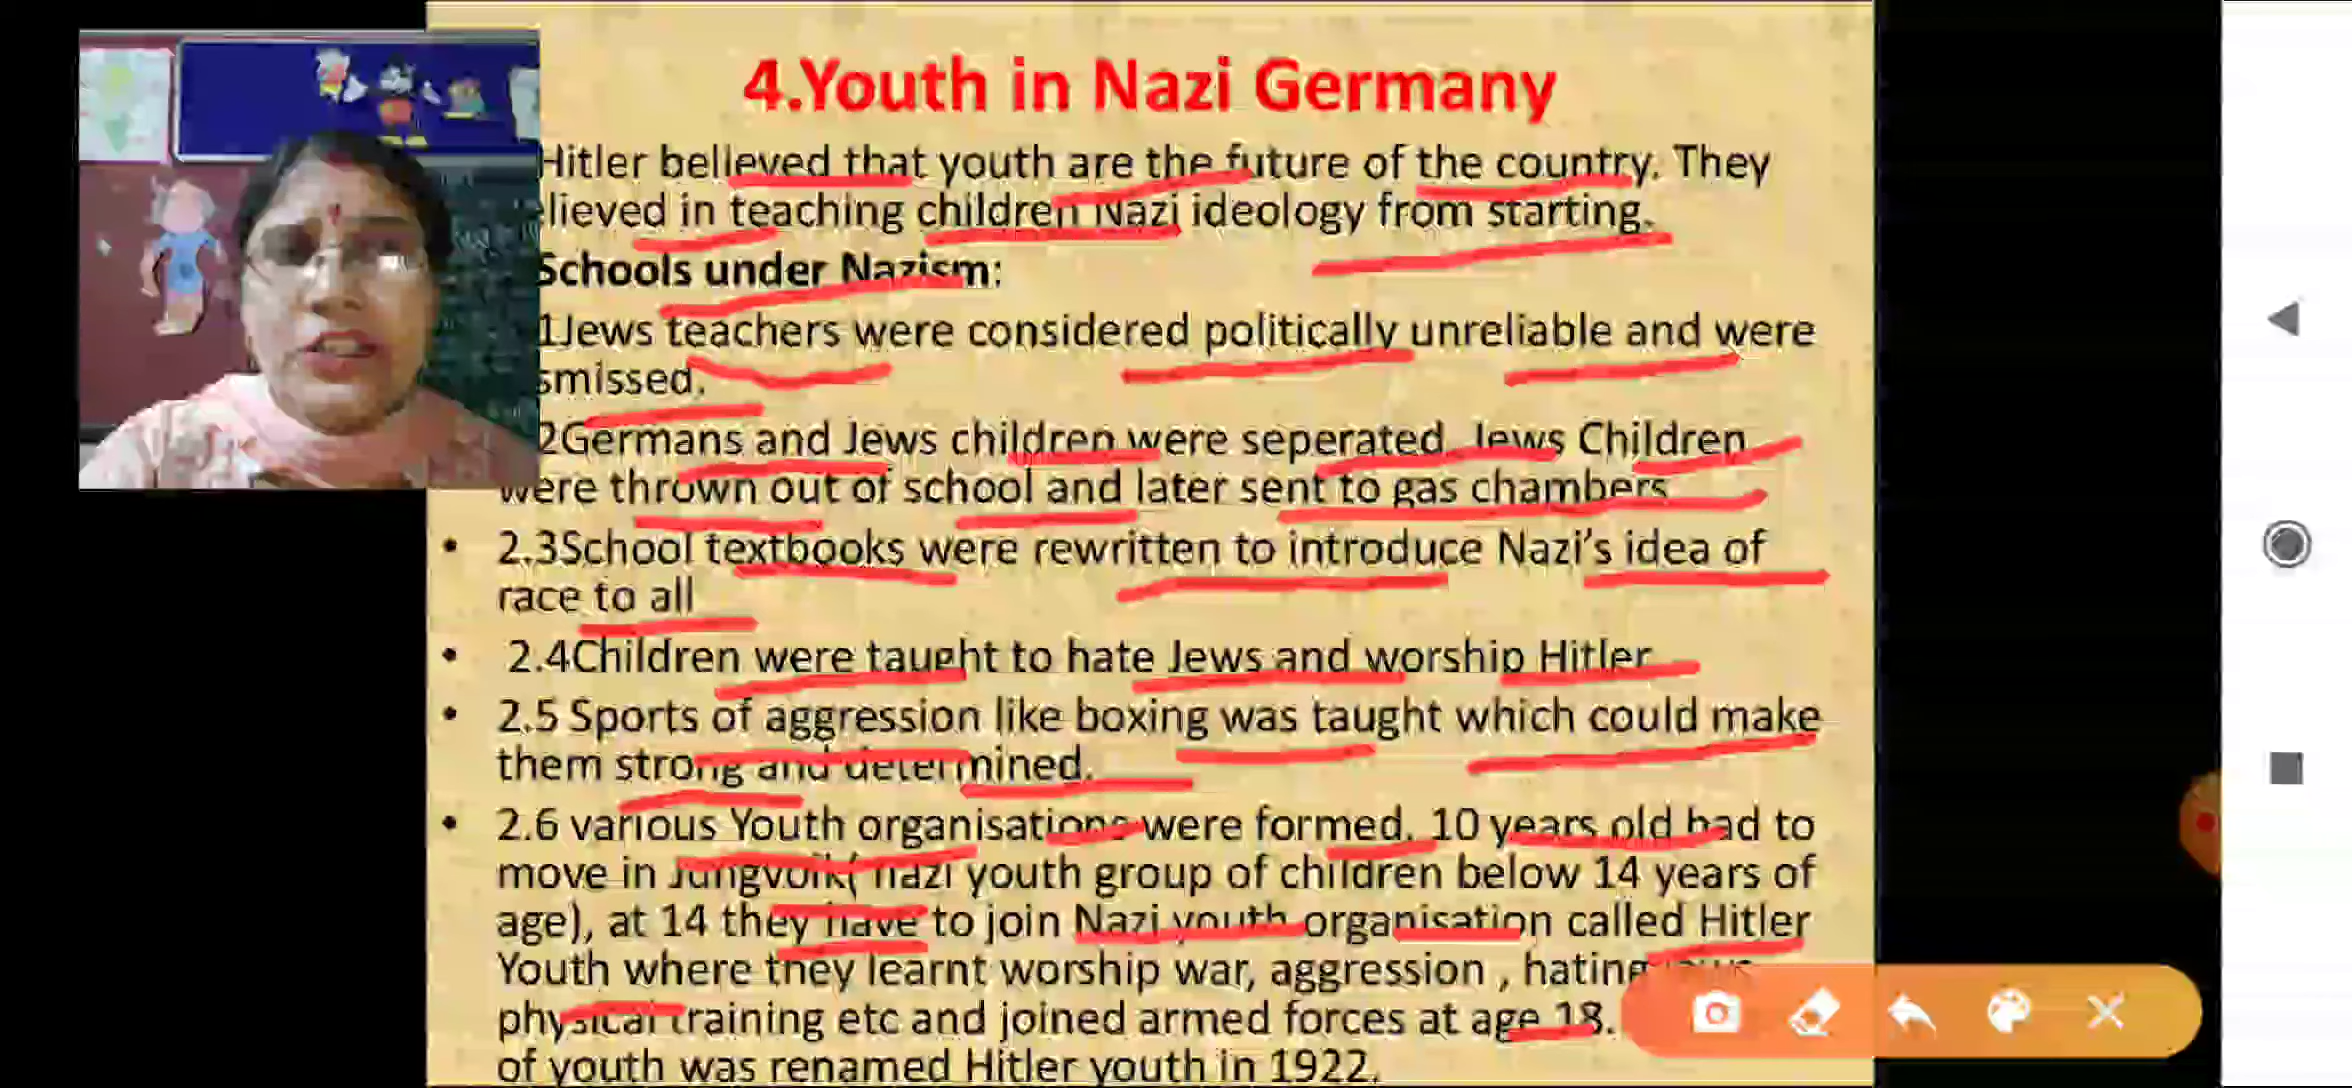 4.Youth in Nazi Germany
Hitler believed that youth are the future of the country. They
lieved in teaching children Nazi ideology from starting.
Schools under Nazism:
1Jews teachers were considered politically unreliable and were
smissed.
2Germans and Jews children were seperated. Jews Children
were thrown out of school and later sent to gas chambers
• 2.3School textbooks were rewritten to introduce Nazi's idea of
race to all
• 2.4Children were taught to hate Jews and worship Hitler
• 2.5 Sports of aggression like boxing was taught which could make
them strong and determined.
• 2.6 various Youth organisations were formed. 10 years old had to
move in Jungvolk( nazi youth group of children below 14 years of
age), at 14 they have to join Nazi youth organisation called Hitler
Youth where they learnt worship war, aggression , hating
physical training etc and joined armed forces at age 18.
of youth was renamed Hitler youth in 1922.